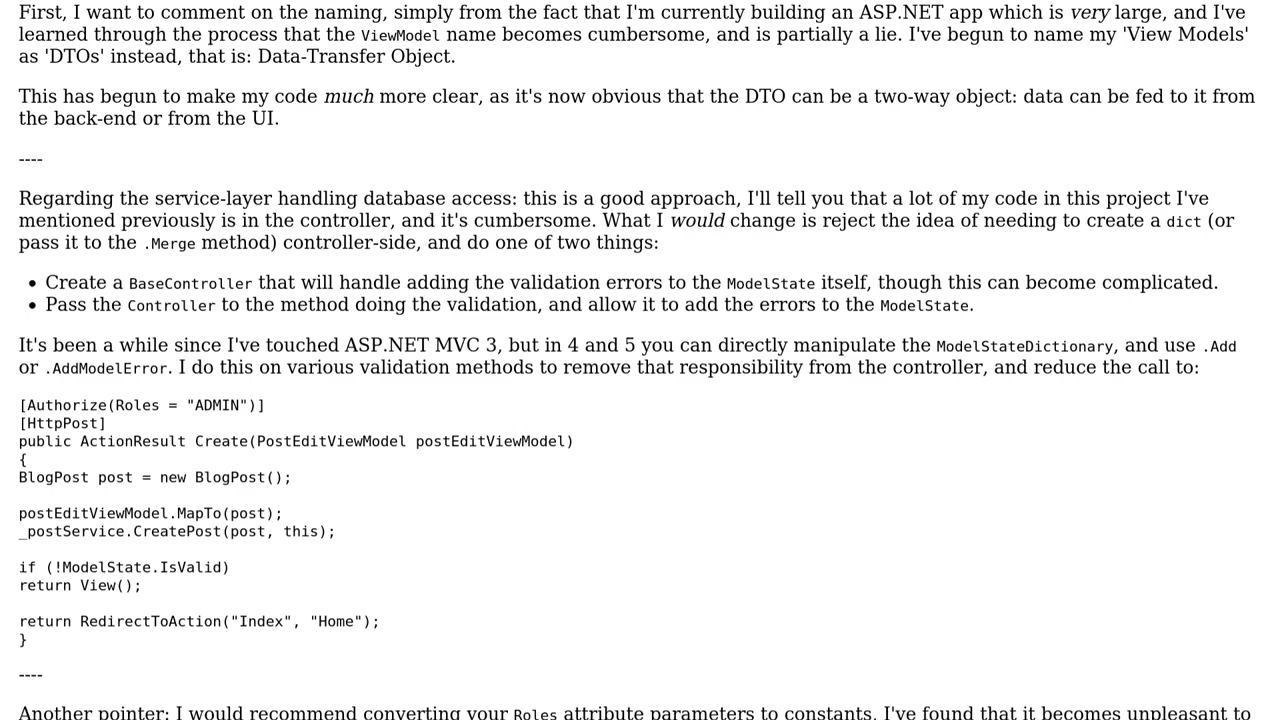 First, I want to comment on the naming, simply from the fact that I'm currently building an ASP.NET app which is very large, and I've
learned through the process that the ViewModel name becomes cumbersome, and is partially a lie. I've begun to name my 'View Models'
as 'DTOs' instead, that is: Data-Transfer Object.
This has begun to make my code much more clear, as it's now obvious that the DTO can be a two-way object: data can be fed to it from
the back-end or from the UI.
----
Regarding the service-layer handling database access: this is a good approach, I'll tell you that a lot of my code in this project I've
mentioned previously is in the controller, and it's cumbersome. What I would change is reject the idea of needing to create a dict (or
pass it to the .Merge method) controller-side, and do one of two things:
• Create a BaseController that will handle adding the validation errors to the ModelState itself, though this can become complicated.
• Pass the Controller to the method doing the validation, and allow it to add the errors to the ModelState.
It's been a while since I've touched ASP.NET MVC 3, but in 4 and 5 you can directly manipulate the ModelStateDictionary, and use .Add
or .AddModelError. I do this on various validation methods to remove that responsibility from the controller, and reduce the call to:
[Authorize(Roles = "ADMIN")]
[HttpPost]
public ActionResult Create(PostEditViewModel postEditViewModel)
{
BlogPost post = new BlogPost();
postEditViewModel.MapTo(post);
_postService.CreatePost(post, this);
if (!ModelState.IsValid)
return View();
return RedirectToAction("Index", "Home");
}
----
Another pointer: I would recommend converting your Roles attribute parameters to constants, I've found that it becomes unpleasant to